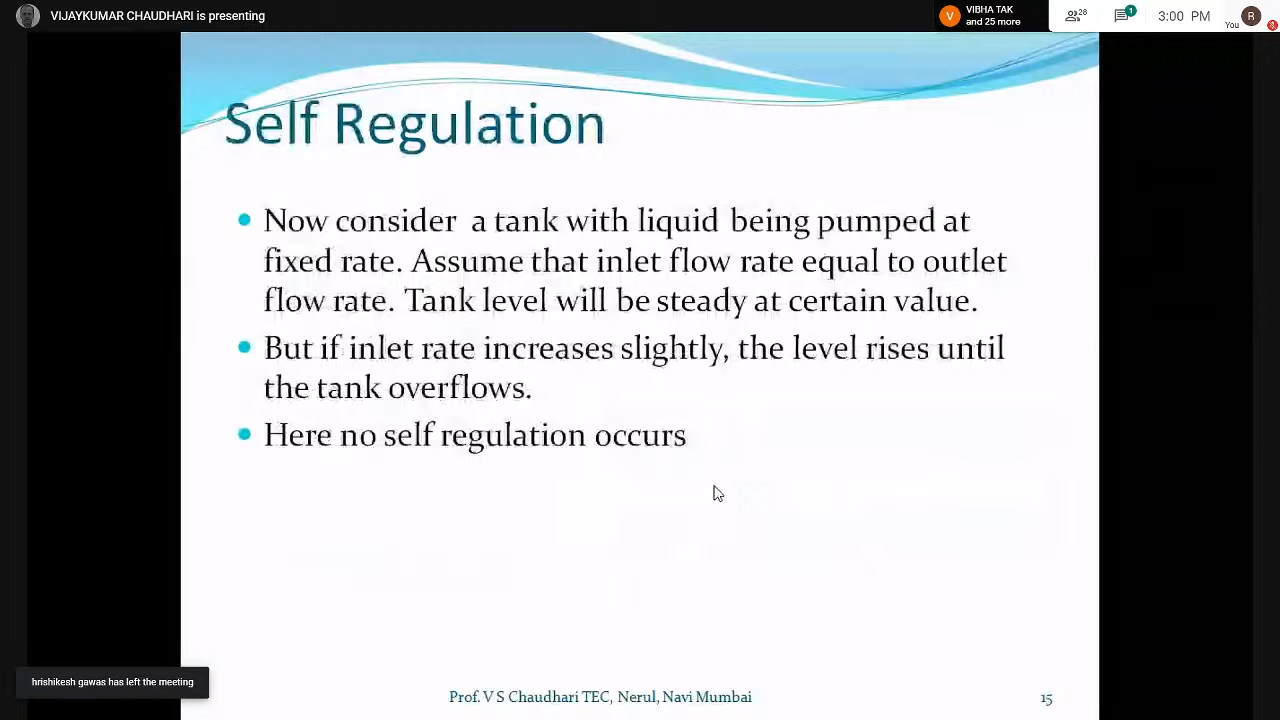 VIJAYKUMAR CHAUDHARI is presenting
V
VIBHA TAK
and 25 more
28
1
3:00 PM
You
R
Self Regulation
Now consider a tank with liquid being pumped at
fixed rate. Assume that inlet flow rate equal to outlet
flow rate. Tank level will be steady at certain value.
But if inlet rate increases slightly, the level rises until
the tank overflows.
Here no self regulation occurs
hrishikesh gawas has left the meeting
Prof. V S Chaudhari TEC, Nerul, Navi Mumbai
15